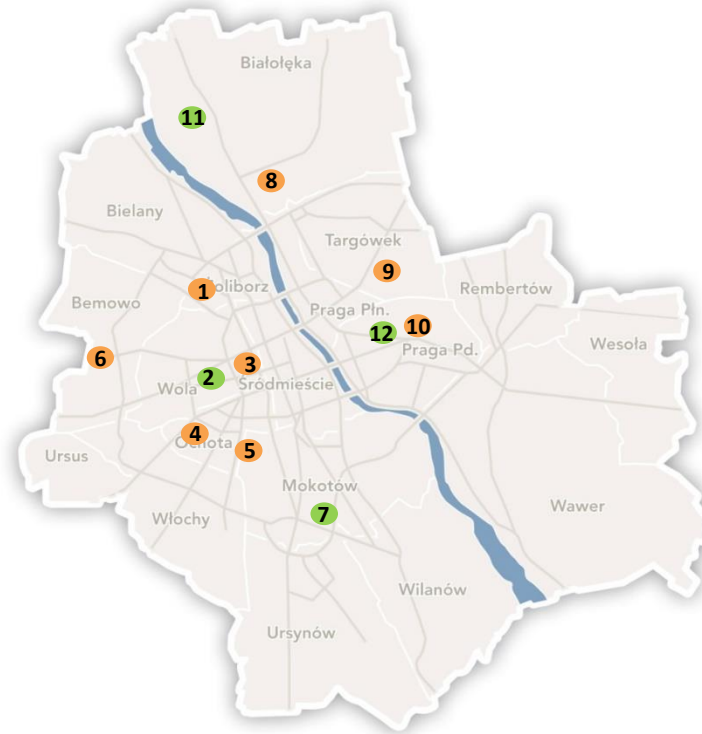 Białołęka
11
8
Bielany
Targówek
9
1
oliborz
Rembertów
Bemowo
Praga Płn.
10
12
Praga Pd.
Wesoła
6
3
2
Wola
Śródmieście
4
Ochota
5
Ursus
Mokotów
7
Włochy
Wawer
Wilanów
Ursynów